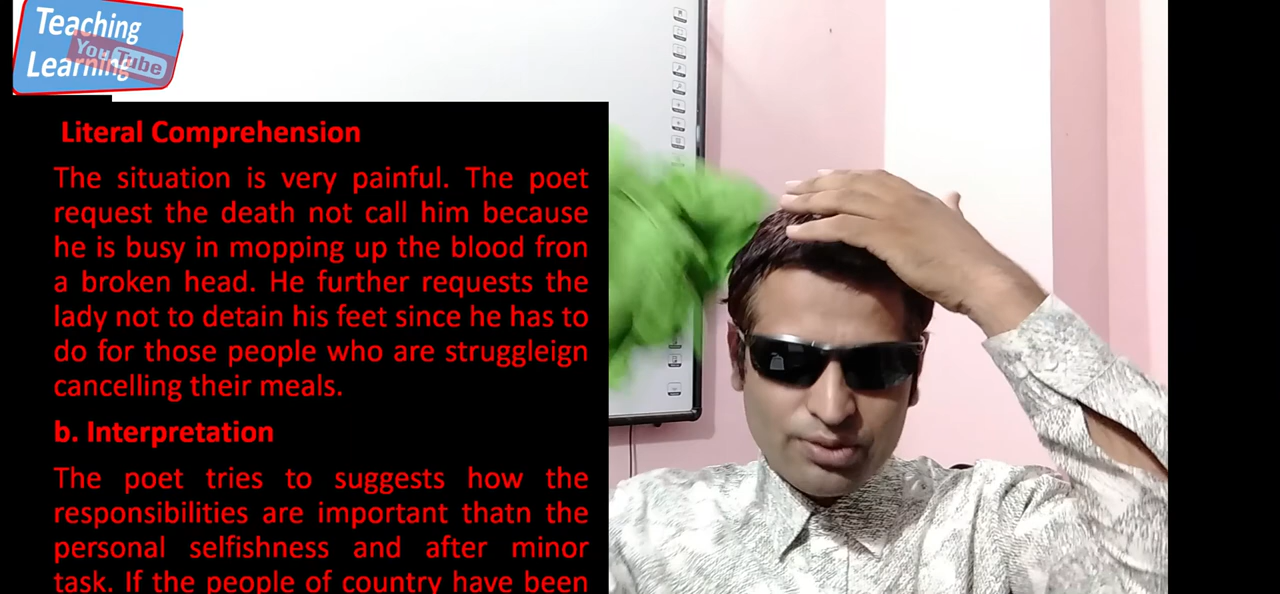 Teaching
Learning
YouTube
Literal Comprehension
The situation is very painful. The poet
request the death not call him because
he is busy in mopping up the blood fron
a broken head. He further requests the
lady not to detain his feet since he has to
do for those people who are struggleign
cancelling their meals.
b. Interpretation
The poet tries to suggests how the
responsibilities are important thatn the
personal selfishness and after minor
task. If the people of country have been